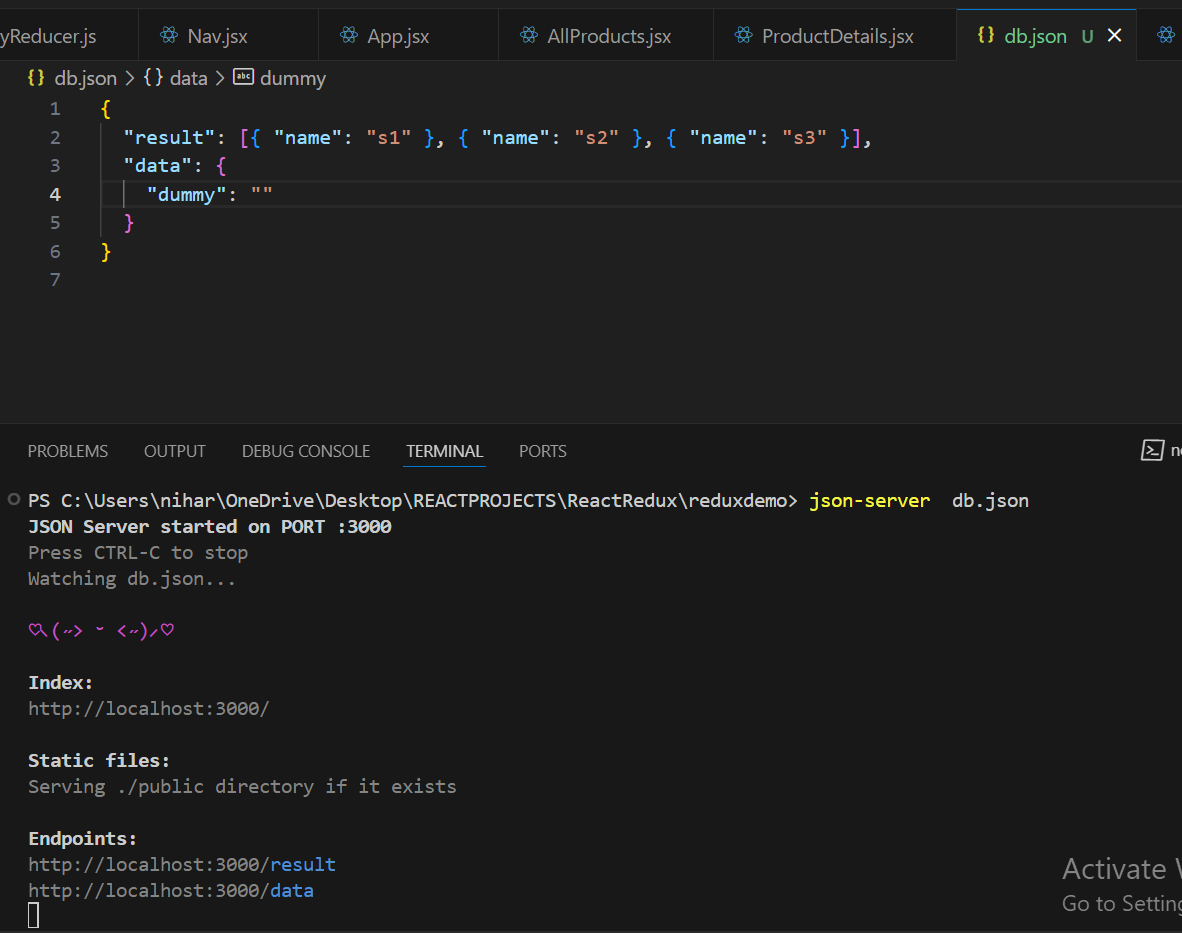 yReducer.js Nav.jsx App.jsx AllProducts.jsx ProductDetails.jsx {} db.json U ×
{} db.json > {} data > abc dummy
1 {
2 "result": [{ "name": "s1" }, { "name": "s2" }, { "name": "s3" }],
3 "data": {
4 "dummy": ""
5 }
6 }
7
PROBLEMS OUTPUT DEBUG CONSOLE TERMINAL PORTS
PS C:\Users\nihar\OneDrive\Desktop\REACTPROJECTS\ReactRedux\reduxdemo> json-server  db.json
JSON Server started on PORT :3000
Press CTRL-C to stop
Watching db.json...
♡⸜(˶˃ ᵕ ˂˶)⸝♡
Index:
http://localhost:3000/
Static files:
Serving ./public directory if it exists
Endpoints:
http://localhost:3000/result
http://localhost:3000/data
Activate
Go to Setting